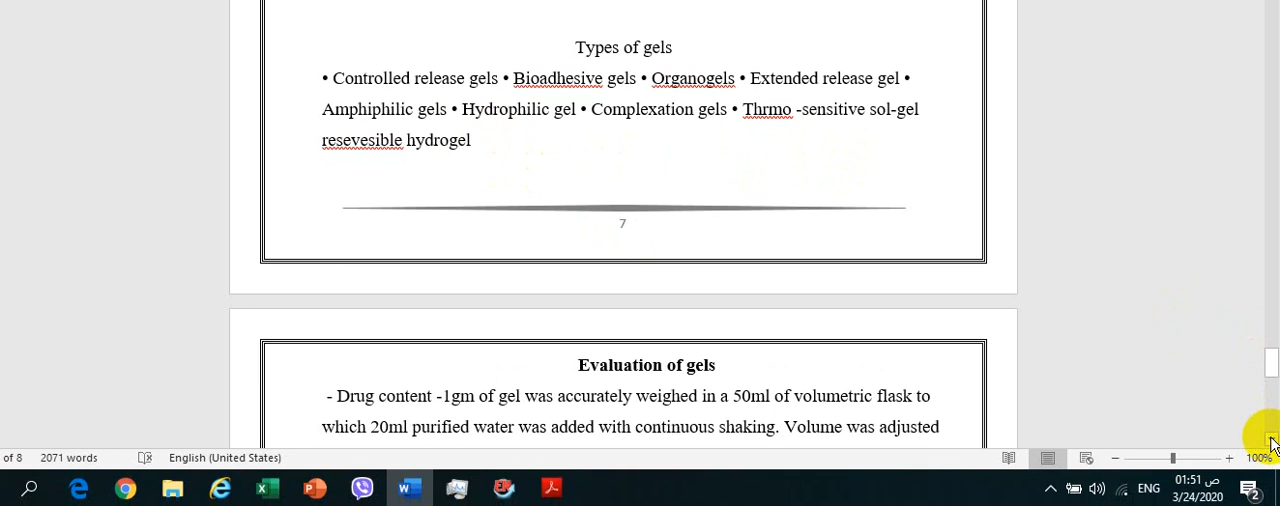 Types of gels
• Controlled release gels • Bioadhesive gels • Organogels • Extended release gel •
Amphiphilic gels • Hydrophilic gel • Complexation gels • Thrmo -sensitive sol-gel
resevesible hydrogel
7
Evaluation of gels
- Drug content -1gm of gel was accurately weighed in a 50ml of volumetric flask to
which 20ml purified water was added with continuous shaking. Volume was adjusted
of 8 2071 words English (United States) 100%
ENG 01:51 ص
3/24/2020 2